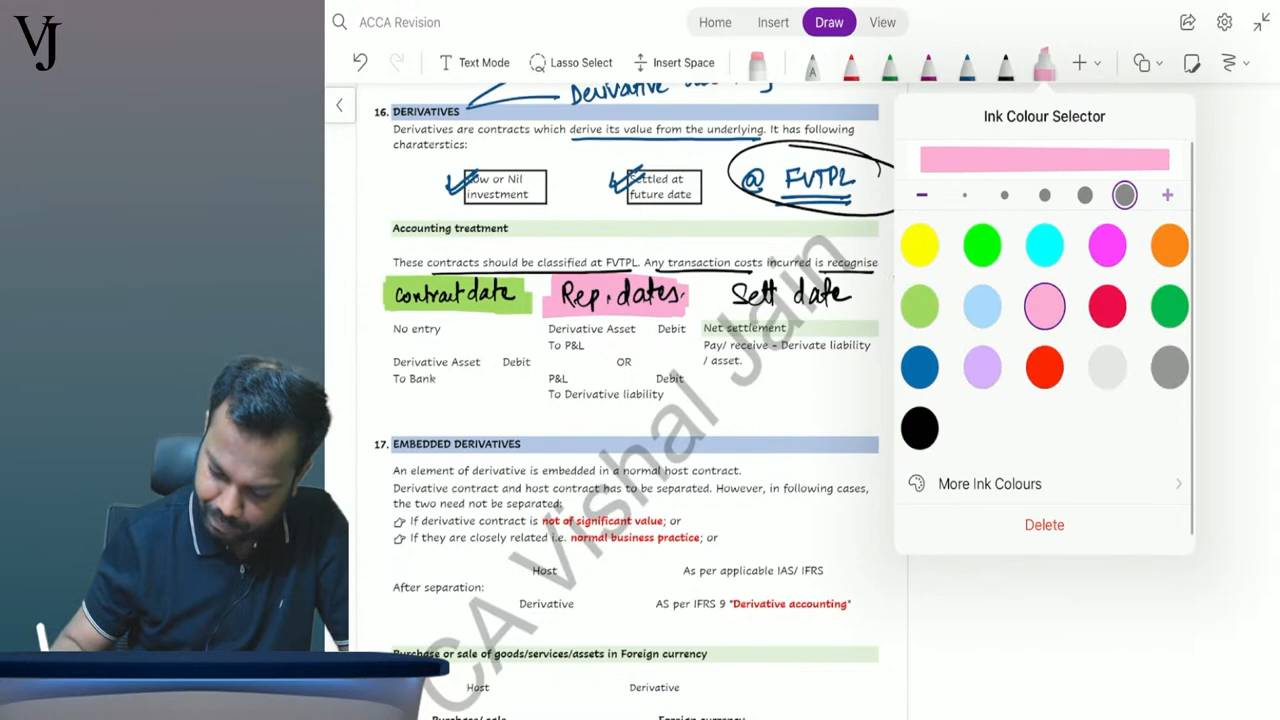 VJ
ACCA Revision
Home Insert Draw View
Text Mode Lasso Select Insert Space
Derivative
16. DERIVATIVES
Derivatives are contracts which derive its value from the underlying. It has following
charaterstics:
Low or Nil
investment
Settled at
future date
@ FVTPL
Accounting treatment
These contracts should be classified at FVTPL. Any transaction costs incurred is recognise
Contract date Rep. dates. Sett date
No entry Derivative Asset Debit Net settlement
To P&L Pay/ receive - Derivate liability
Derivative Asset Debit OR / asset.
To Bank P&L Debit
To Derivative liability
17. EMBEDDED DERIVATIVES
An element of derivative is embedded in a normal host contract.
Derivative contract and host contract has to be separated. However, in following cases,
the two need not be separated:
If derivative contract is not of significant value; or
If they are closely related i.e. normal business practice; or
Host As per applicable IAS/ IFRS
After separation:
Derivative AS per IFRS 9 "Derivative accounting"
Purchase or sale of goods/services/assets in Foreign currency
Host Derivative
Purchase/ sale Foreign currency
CA Vishal Jain
Ink Colour Selector
More Ink Colours
Delete